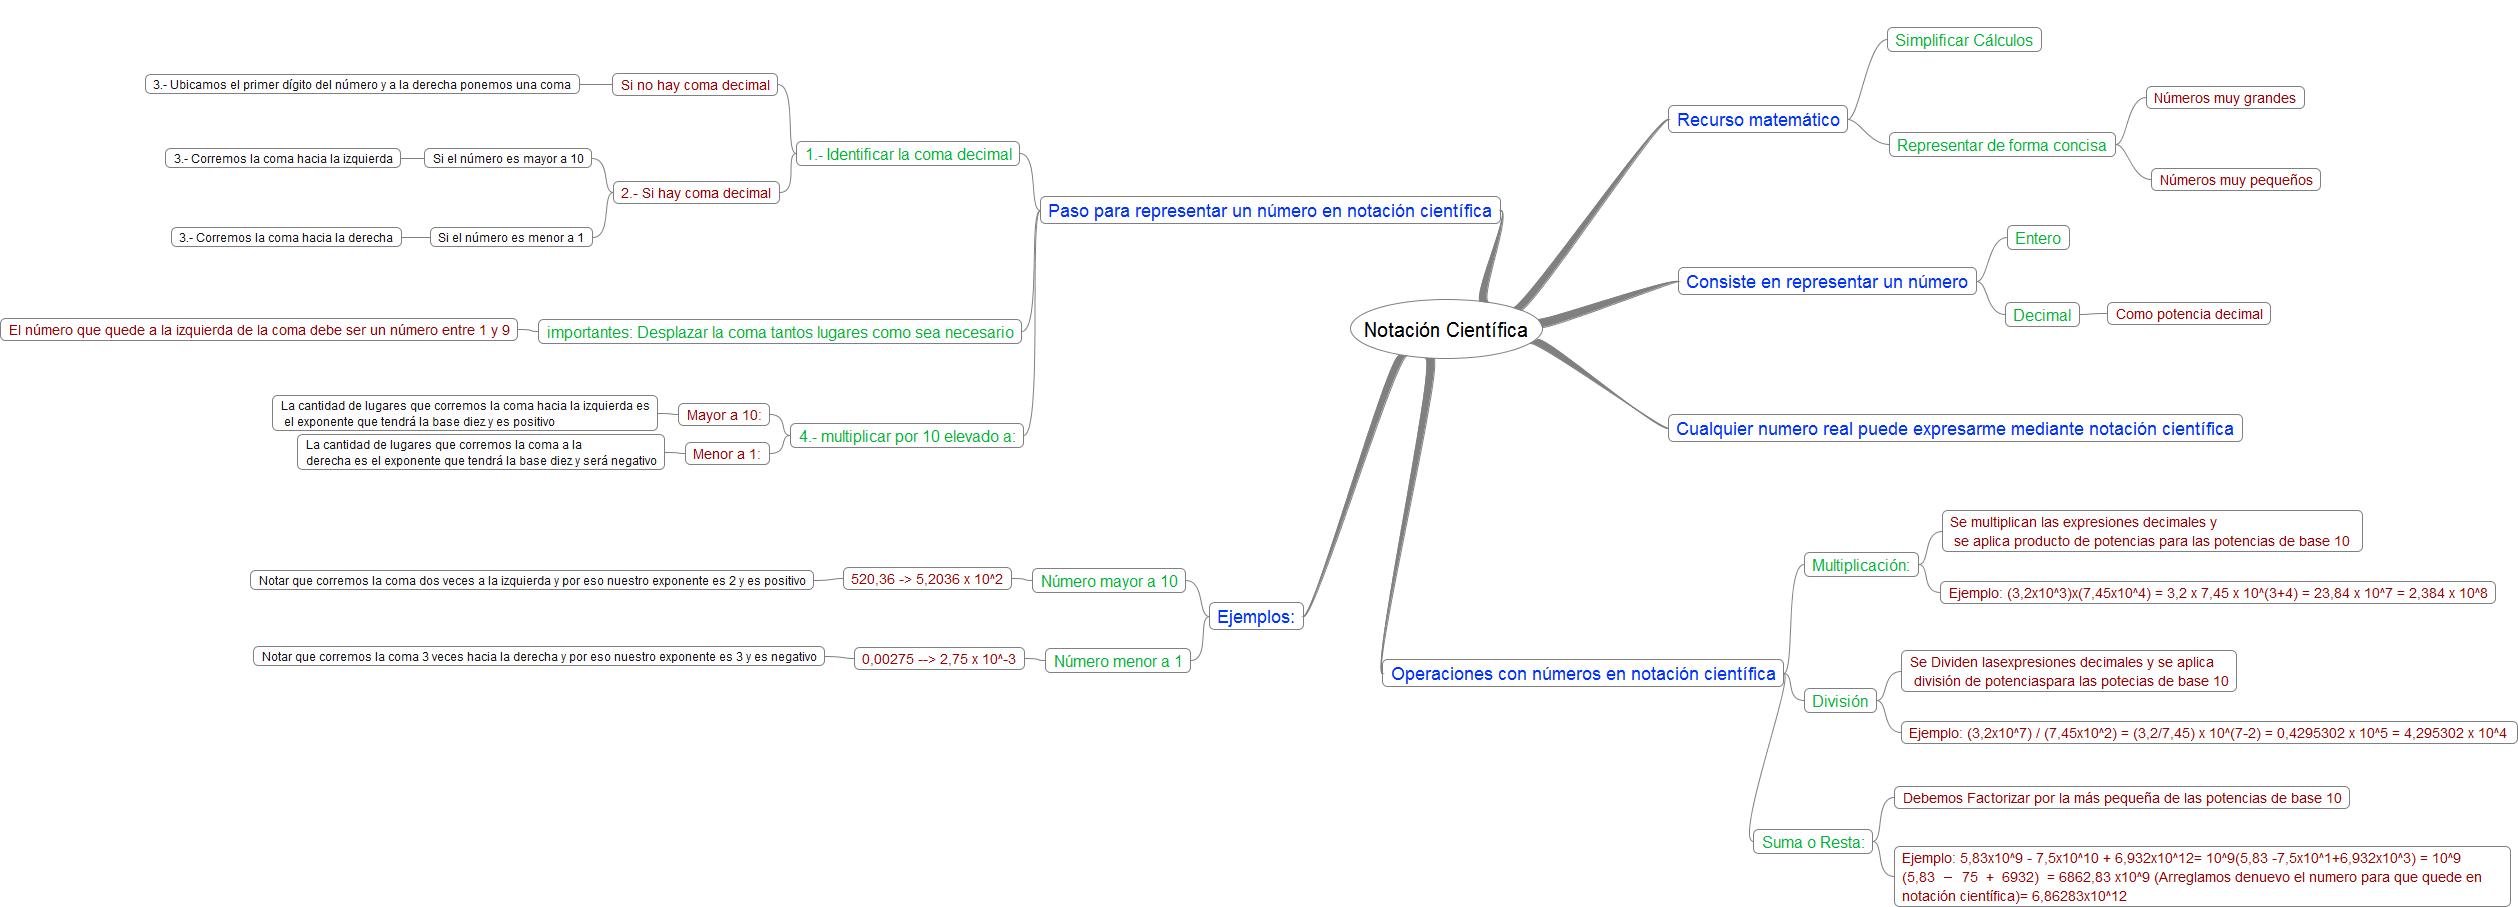 Notación Científica
Recurso matemático
Simplificar Cálculos
Representar de forma concisa
Números muy grandes
Números muy pequeños
Consiste en representar un número
Entero
Decimal
Como potencia decimal
Cualquier numero real puede expresarme mediante notación científica
Operaciones con números en notación científica
Multiplicación:
Se multiplican las expresiones decimales y
se aplica producto de potencias para las potencias de base 10
Ejemplo: (3,2x10^3)x(7,45x10^4) = 3,2 x 7,45 x 10^(3+4) = 23,84 x 10^7 = 2,384 x 10^8
División
Se Dividen lasexpresiones decimales y se aplica
división de potenciaspara las potecias de base 10
Ejemplo: (3,2x10^7) / (7,45x10^2) = (3,2/7,45) x 10^(7-2) = 0,4295302 x 10^5 = 4,295302 x 10^4
Suma o Resta:
Debemos Factorizar por la más pequeña de las potencias de base 10
Ejemplo: 5,83x10^9 - 7,5x10^10 + 6,932x10^12= 10^9(5,83 -7,5x10^1+6,932x10^3) = 10^9
(5,83 – 75 + 6932) = 6862,83 x10^9 (Arreglamos denuevo el numero para que quede en
notación científica)= 6,86283x10^12
Paso para representar un número en notación científica
1.- Identificar la coma decimal
Si no hay coma decimal
3.- Ubicamos el primer dígito del número y a la derecha ponemos una coma
2.- Si hay coma decimal
Si el número es mayor a 10
3.- Corremos la coma hacia la izquierda
Si el número es menor a 1
3.- Corremos la coma hacia la derecha
importantes: Desplazar la coma tantos lugares como sea necesario
El número que quede a la izquierda de la coma debe ser un número entre 1 y 9
4.- multiplicar por 10 elevado a:
Mayor a 10:
La cantidad de lugares que corremos la coma hacia la izquierda es
el exponente que tendrá la base diez y es positivo
Menor a 1:
La cantidad de lugares que corremos la coma a la
derecha es el exponente que tendrá la base diez y será negativo
Ejemplos:
Número mayor a 10
520,36 -> 5,2036 x 10^2
Notar que corremos la coma dos veces a la izquierda y por eso nuestro exponente es 2 y es positivo
Número menor a 1
0,00275 --> 2,75 x 10^-3
Notar que corremos la coma 3 veces hacia la derecha y por eso nuestro exponente es 3 y es negativo